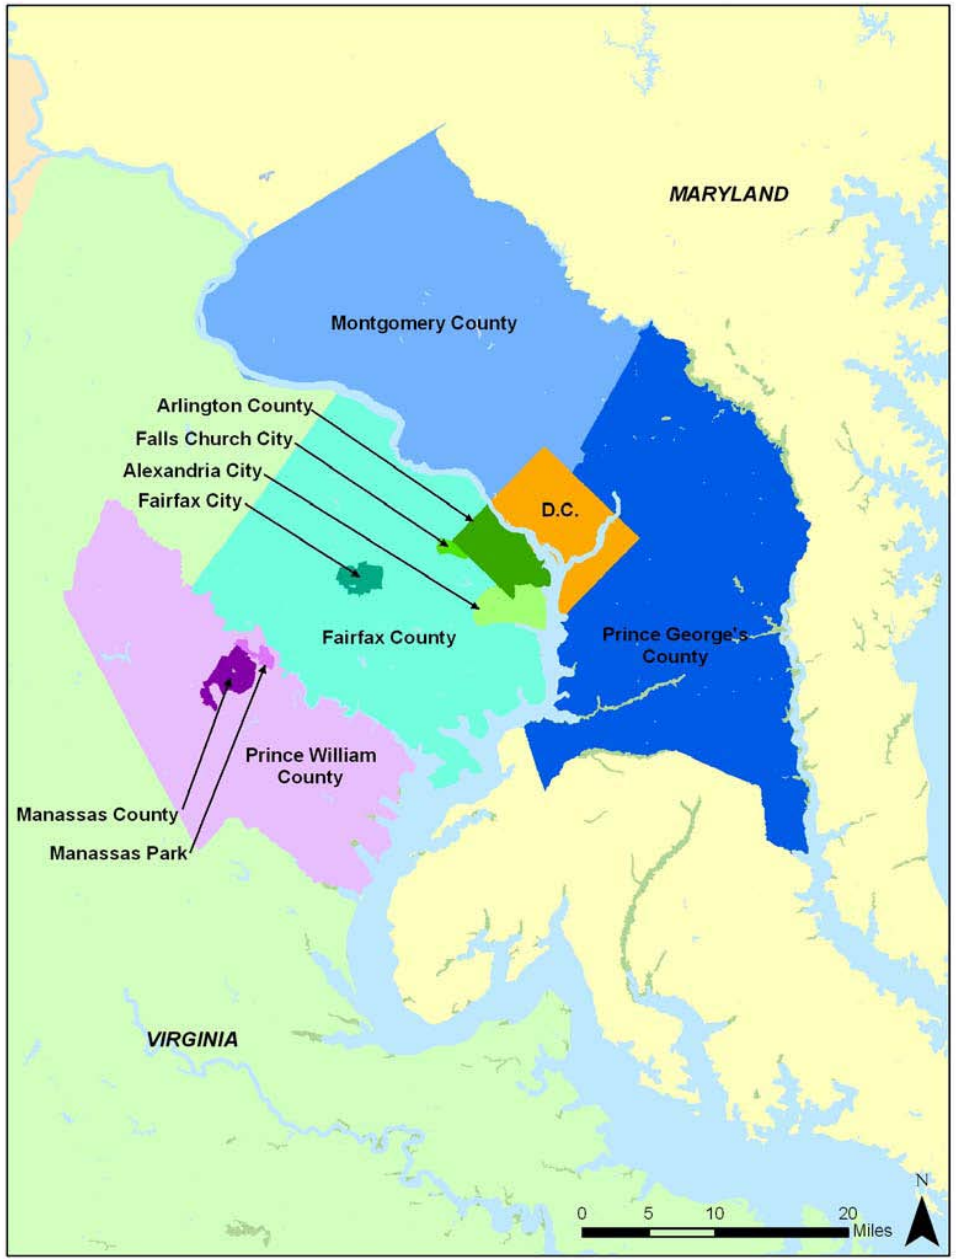 MARYLAND
Montgomery County
Arlington County
Falls Church City
Alexandria City
Fairfax City
D.C.
Fairfax County
Prince George's
County
Prince William
County
Manassas County
Manassas Park
VIRGINIA
N
0 5 10 20
Miles